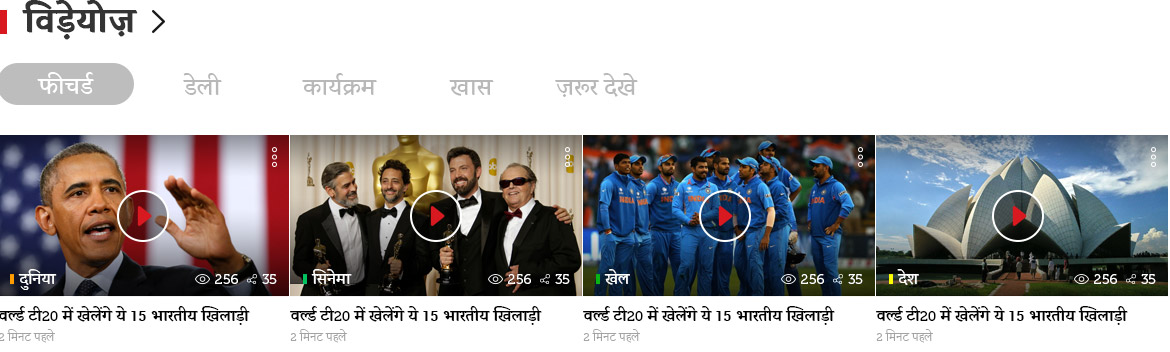 विडे़योज़
फीचर्ड डेली कार्यक्रम खास ज़रूर देखे
दुनिया 256 35 सिनेमा 256 35 खेल 256 35 देश 256 35
वर्ल्ड टी20 में खेलेंगे ये 15 भारतीय खिलाड़ी वर्ल्ड टी20 में खेलेंगे ये 15 भारतीय खिलाड़ी वर्ल्ड टी20 में खेलेंगे ये 15 भारतीय खिलाड़ी वर्ल्ड टी20 में खेलेंगे ये 15 भारतीय खिलाड़ी
2 मिनट पहले 2 मिनट पहले 2 मिनट पहले 2 मिनट पहले